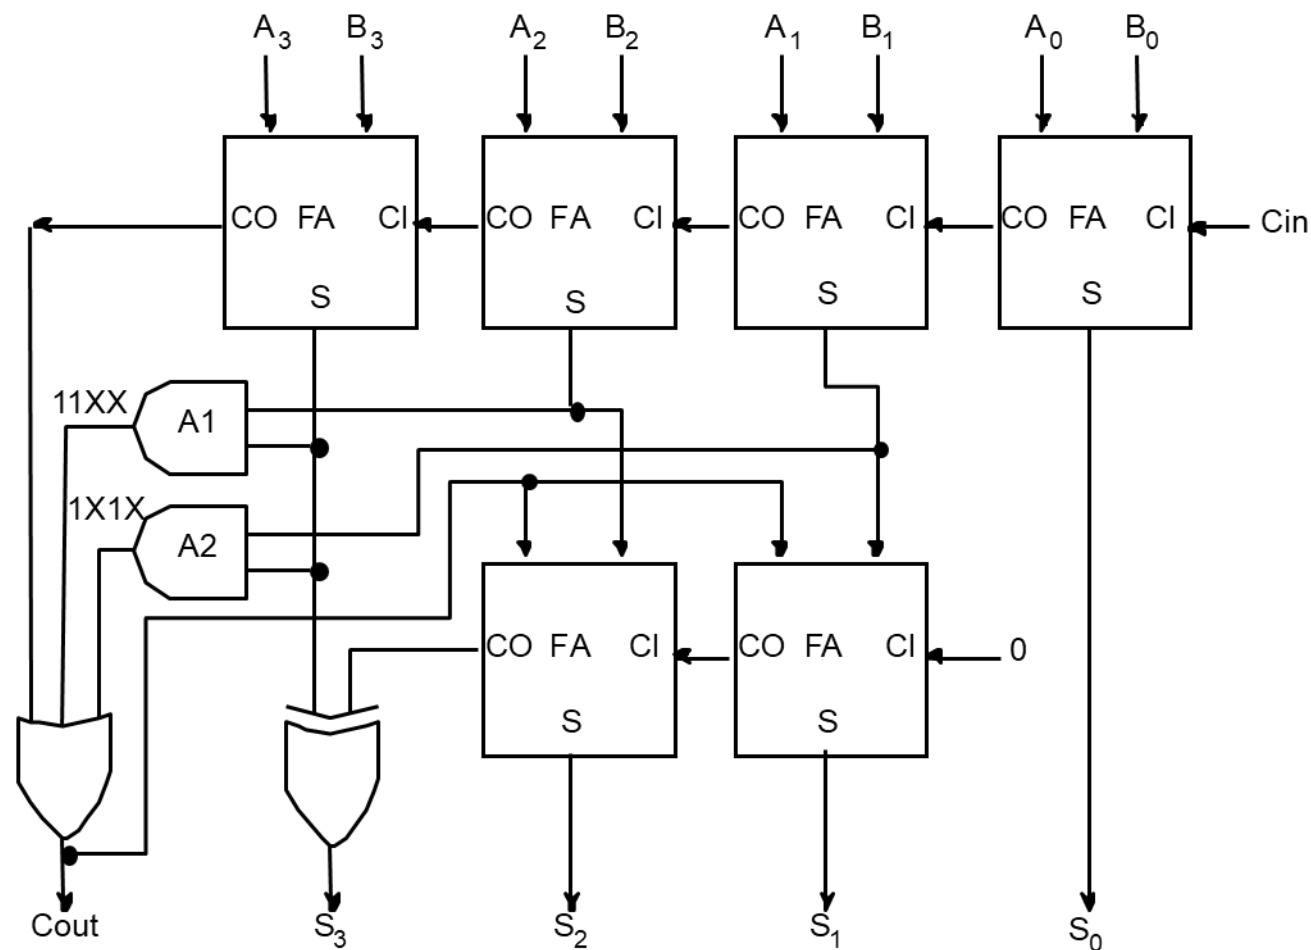 A3 B3 A2 B2 A1 B1 A0 B0
CO FA CI CO FA CI CO FA CI CO FA CI Cin
S S S S
11XX A1
1X1X A2
CO FA CI CO FA CI 0
S S
Cout S3 S2 S1 S0